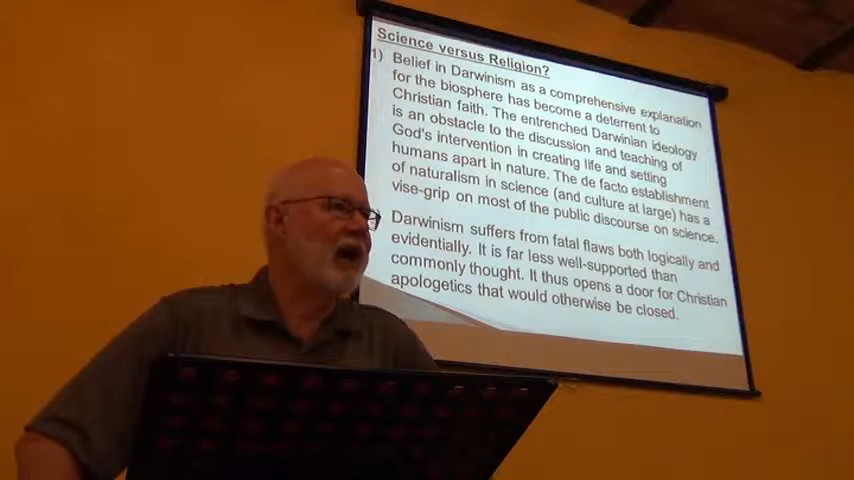 Science versus Religion?
1) Belief in Darwinism as a comprehensive explanation
for the biosphere has become a deterrent to
Christian faith. The entrenched Darwinian ideology
is an obstacle to the discussion and teaching of
God's intervention in creating life and setting
humans apart in nature. The de facto establishment
of naturalism in science (and culture at large) has a
vise-grip on most of the public discourse on science.
Darwinism suffers from fatal flaws both logically and
evidentially. It is far less well-supported than
commonly thought. It thus opens a door for Christian
apologetics that would otherwise be closed.